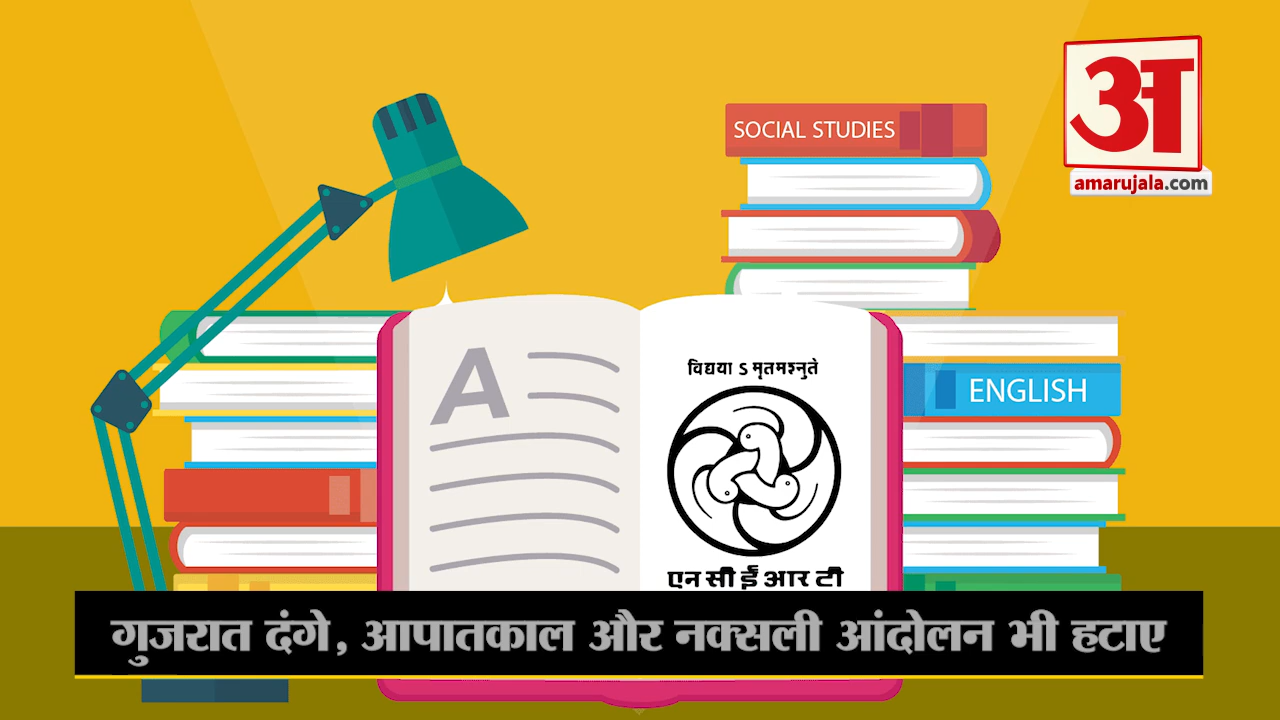 SOCIAL STUDIES
अ
amarujala.com
विद्यया ऽ मृतमश्नुते
A
ENGLISH
एन सी ई आर टी
गुजरात दंगे, आपातकाल और नक्सली आंदोलन भी हटाए